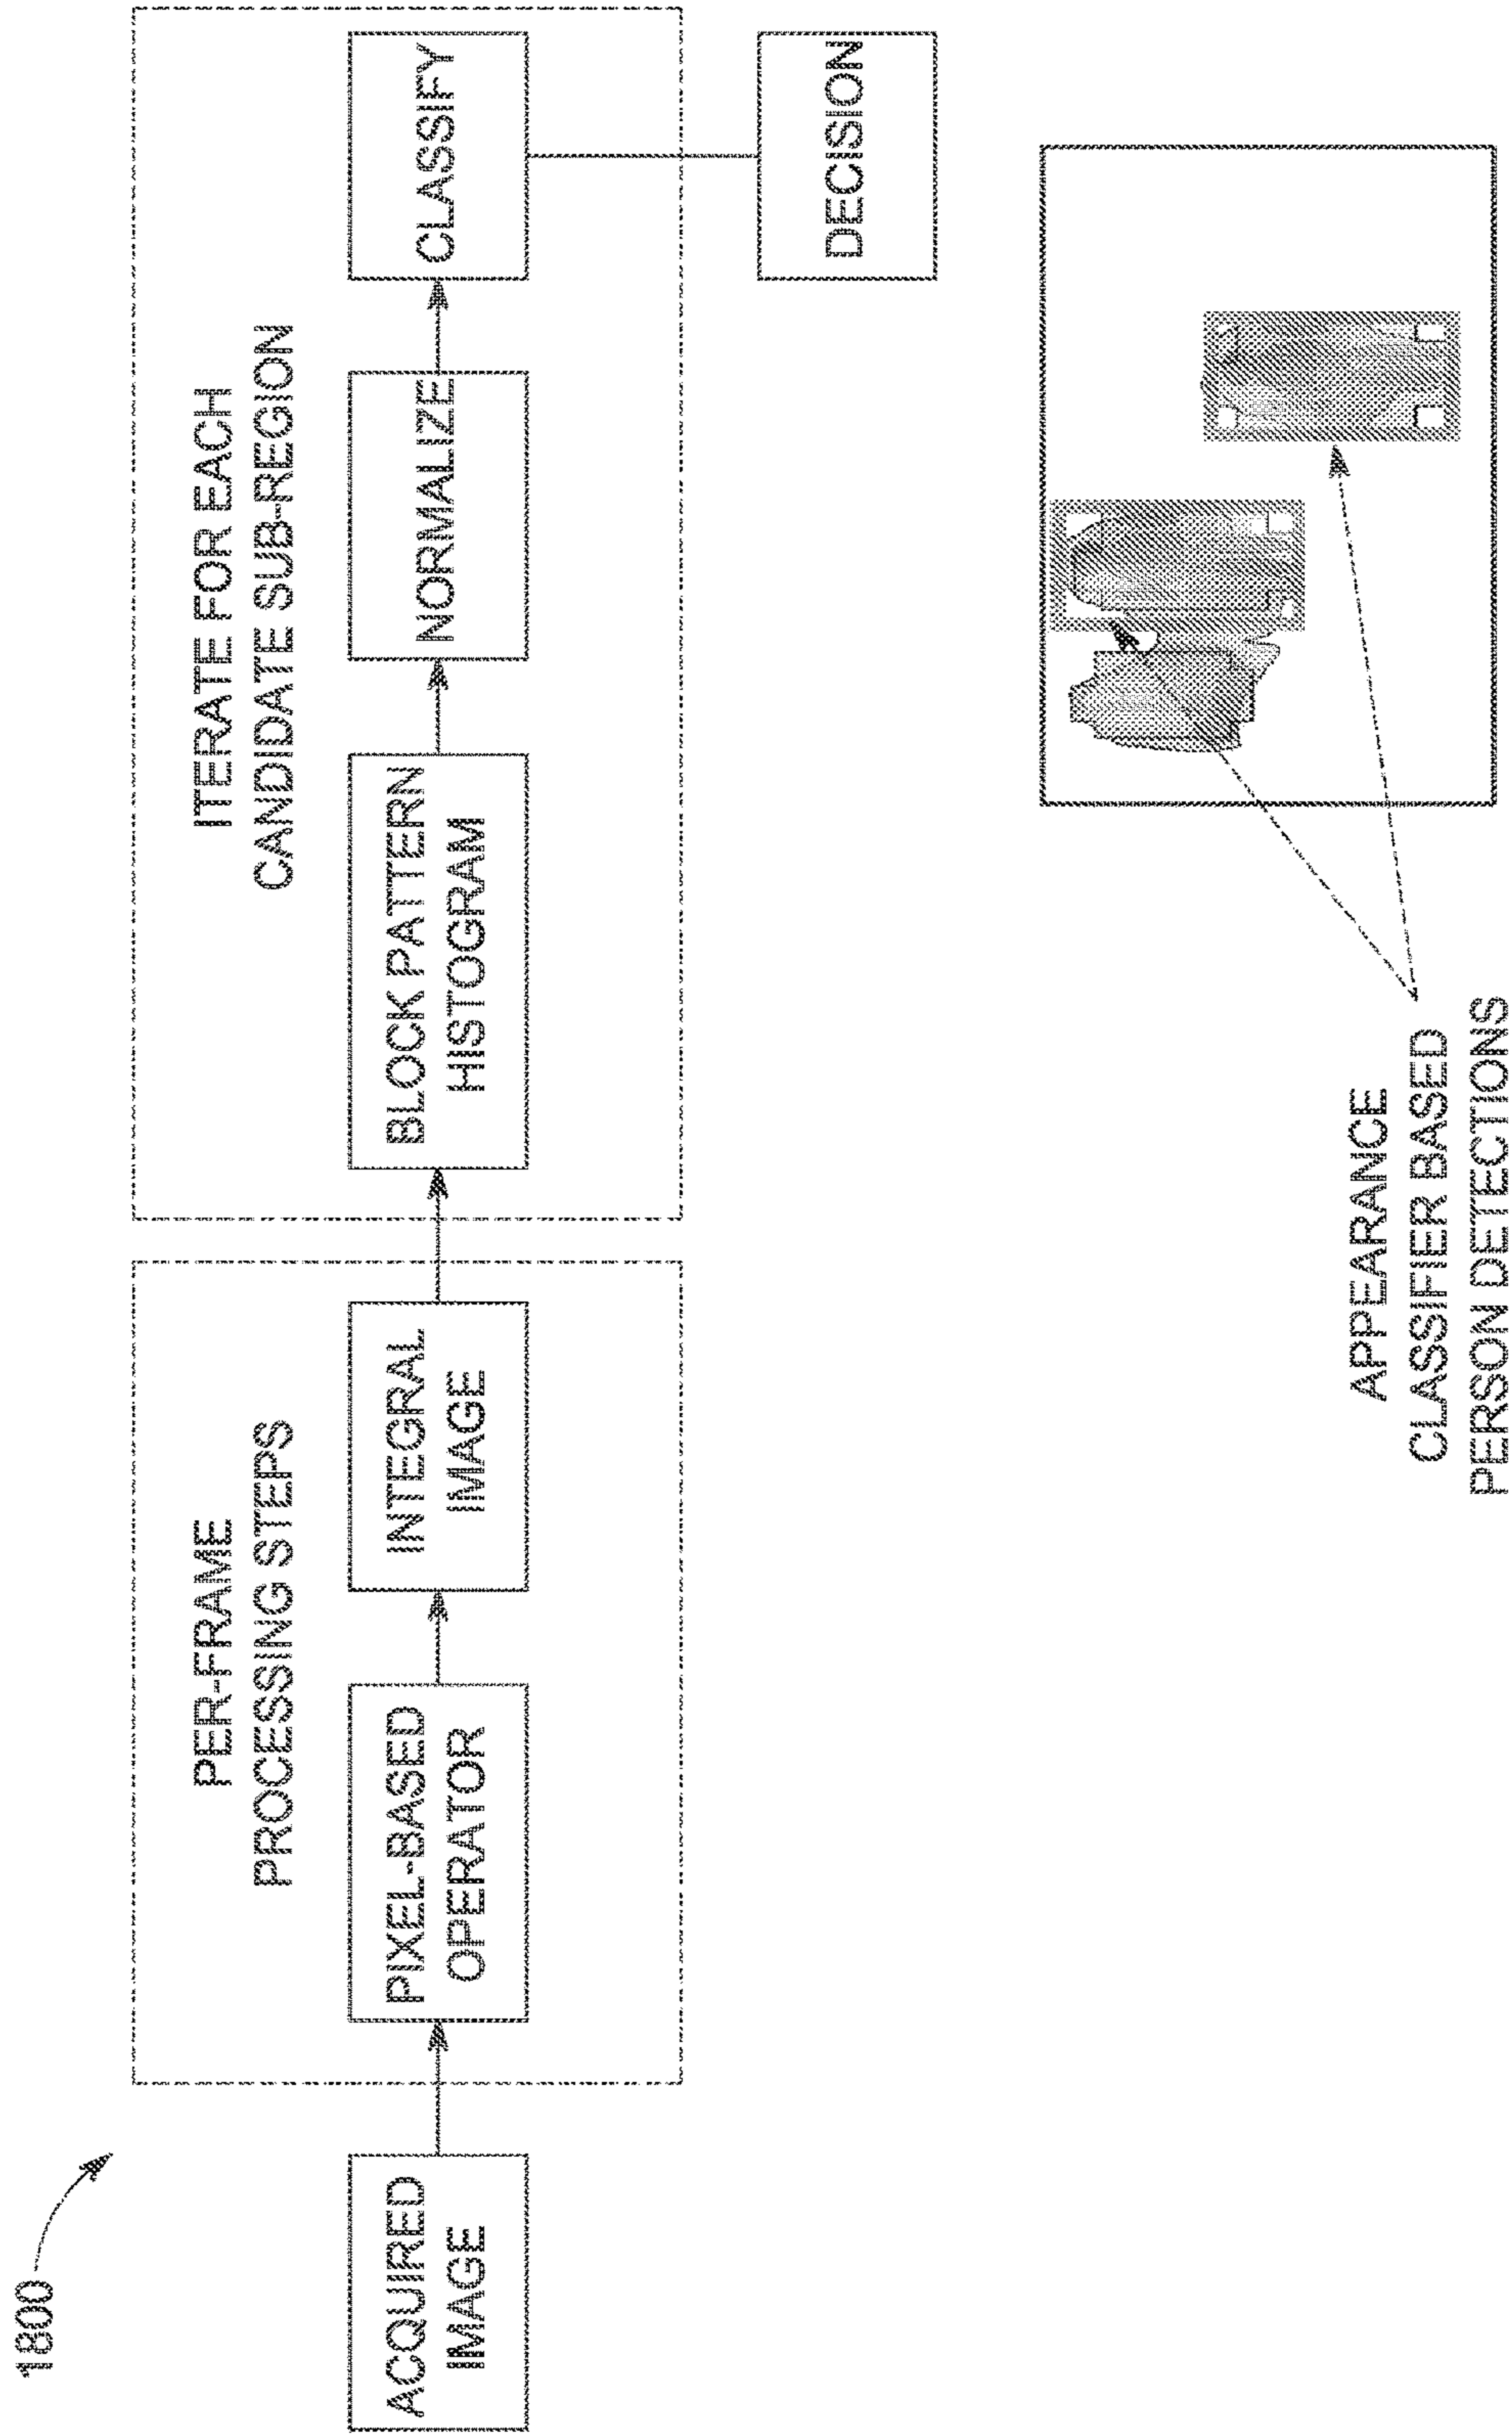 1800
ACQUIRED
IMAGE
PER-FRAME
PROCESSING STEPS
PIXEL-BASED
OPERATOR
INTEGRAL
IMAGE
ITERATE FOR EACH
CANDIDATE SUB-REGION
BLOCK PATTERN
HISTOGRAM
NORMALIZE
CLASSIFY
DECISION
APPEARANCE
CLASSIFIER BASED
PERSON DETECTIONS